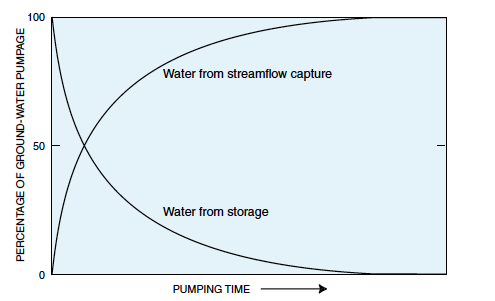 PERCENTAGE OF GROUND-WATER PUMPAGE
100
50
0
Water from streamflow capture
Water from storage
PUMPING TIME